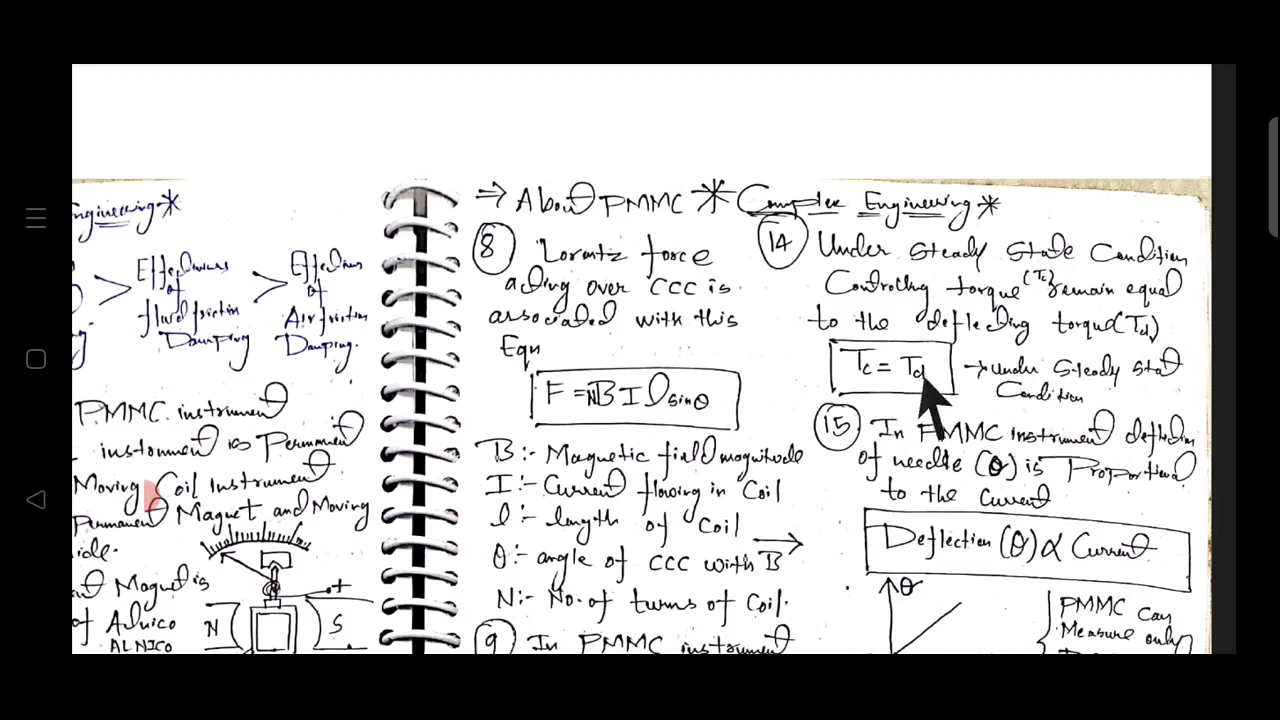 Engineering *
> Effectiveness of fluid friction Damping > Effectiveness of Air friction Damping.
PMMC instrument
instrument is Permanent
Moving Coil Instrument
Permanent Magnet and Moving
side.
Magnet is
of Alnico
ALNICO
N
S
+
⇒ About PMMC * Complex Engineering *
8 Lorentz force
acting over CCC is
associated with this
Eqn
F = NBIl sinθ
B :- Magnetic field magnitude
I :- Current flowing in Coil
l :- length of Coil
θ :- angle of CCC with B
N :- No. of turms of Coil.
9 In PMMC instrument
14 Under Steady State Condition
Controlling torque (Tc) remain equal
to the deflecting torque (Td)
Tc = Td → under Steady stat
Condition
15 In PMMC instrument deflection
of needle (θ) is Proportional
to the Current
Deflection (θ) ∝ Current
θ
PMMC can
Measure only